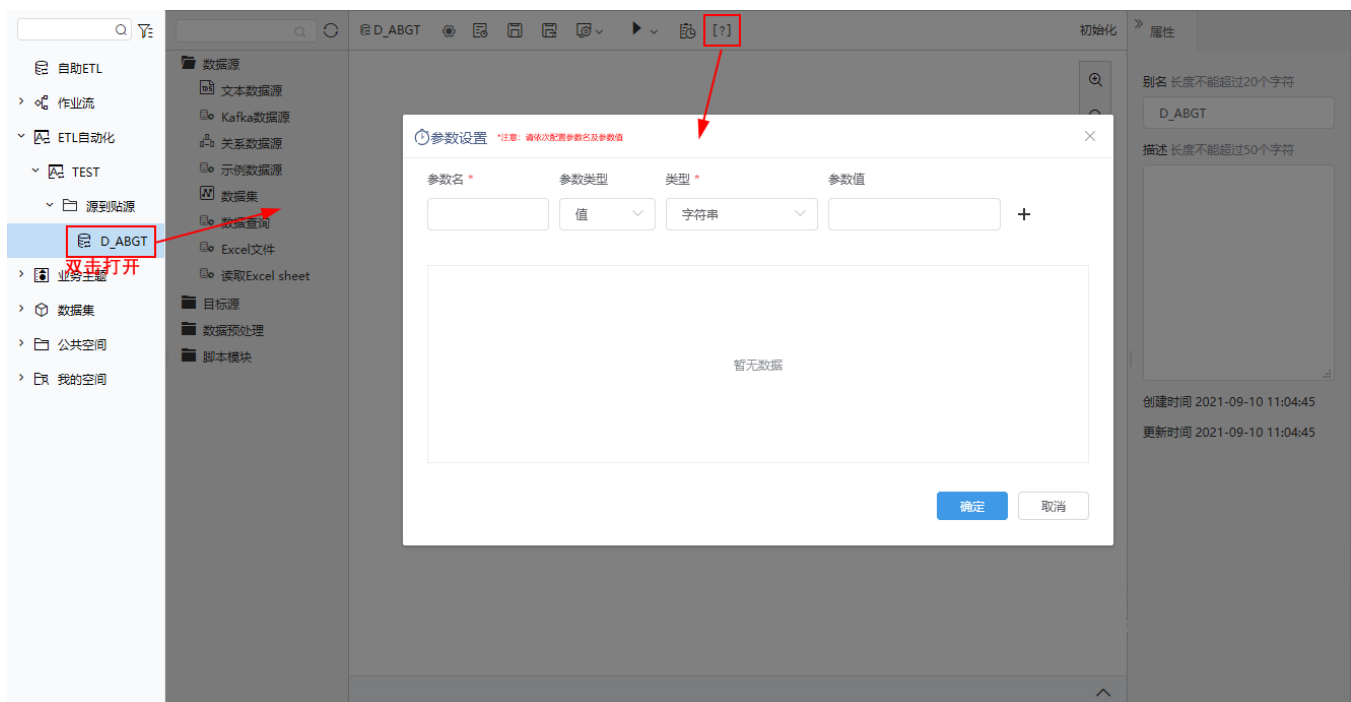 D_ABGT
[?]
初始化
属性
自助ETL
作业流
ETL自动化
TEST
源到贴源
D_ABGT
双击打开
业务主题
数据集
公共空间
我的空间
数据源
文本数据源
Kafka数据源
关系数据源
示例数据源
数据集
数据查询
Excel文件
读取Excel sheet
目标源
数据预处理
脚本模块
参数设置 *注意：请依次配置参数名及参数值
参数名 * 参数类型 类型 * 参数值
值 字符串
暂无数据
确定 取消
别名 长度不能超过20个字符
D_ABGT
描述 长度不能超过50个字符
创建时间 2021-09-10 11:04:45
更新时间 2021-09-10 11:04:45